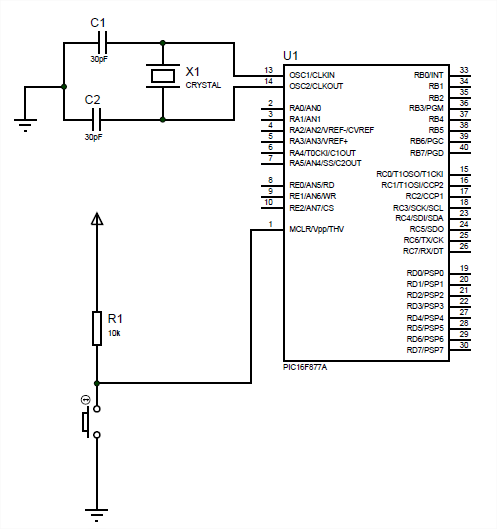 C1
30pF
C2
30pF
X1
CRYSTAL
U1
13 OSC1/CLKIN
14 OSC2/CLKOUT
2 RA0/AN0
3 RA1/AN1
4 RA2/AN2/VREF-/CVREF
5 RA3/AN3/VREF+
6 RA4/T0CKI/C1OUT
7 RA5/AN4/SS/C2OUT
8 RE0/AN5/RD
9 RE1/AN6/WR
10 RE2/AN7/CS
1 MCLR/Vpp/THV
RB0/INT 33
RB1 34
RB2 35
RB3/PGM 36
RB4 37
RB5 38
RB6/PGC 39
RB7/PGD 40
RC0/T1OSO/T1CKI 15
RC1/T1OSI/CCP2 16
RC2/CCP1 17
RC3/SCK/SCL 18
RC4/SDI/SDA 23
RC5/SDO 24
RC6/TX/CK 25
RC7/RX/DT 26
RD0/PSP0 19
RD1/PSP1 20
RD2/PSP2 21
RD3/PSP3 22
RD4/PSP4 27
RD5/PSP5 28
RD6/PSP6 29
RD7/PSP7 30
PIC16F877A
R1
10k